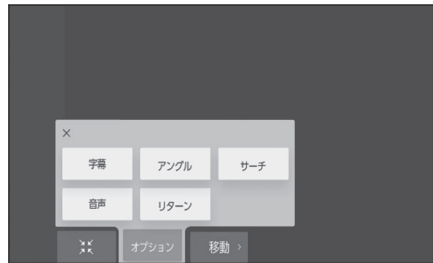 ×
字幕 アングル サーチ
音声 リターン
オプション 移動 ›